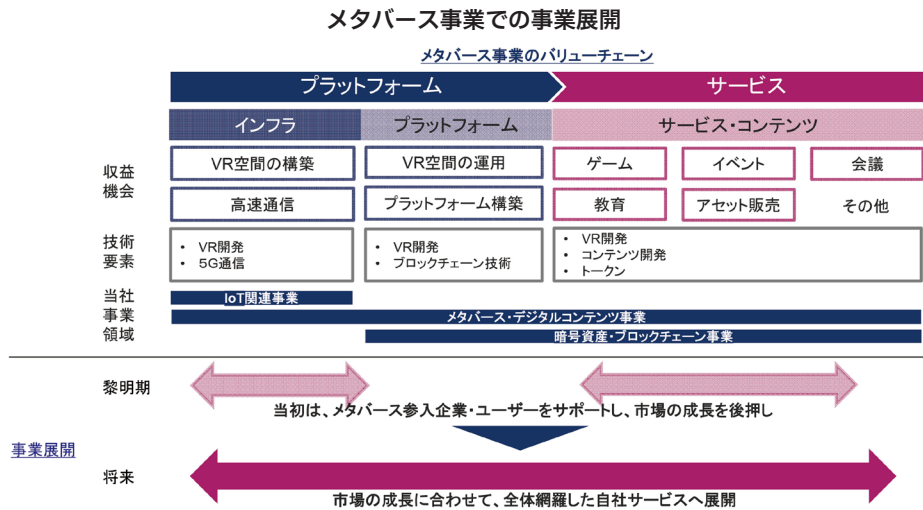 メタバース事業での事業展開
メタバース事業のバリューチェーン
プラットフォーム
サービス
インフラ
プラットフォーム
サービス・コンテンツ
収益
機会
VR空間の構築
VR空間の運用
ゲーム
イベント
会議
高速通信
プラットフォーム構築
教育
アセット販売
その他
技術
要素
• VR開発
• 5G通信
• VR開発
• ブロックチェーン技術
• VR開発
• コンテンツ開発
• トークン
当社
事業
領域
IoT関連事業
メタバース・デジタルコンテンツ事業
暗号資産・ブロックチェーン事業
事業展開
黎明期
当初は、メタバース参入企業・ユーザーをサポートし、市場の成長を後押し
将来
市場の成長に合わせて、全体網羅した自社サービスへ展開